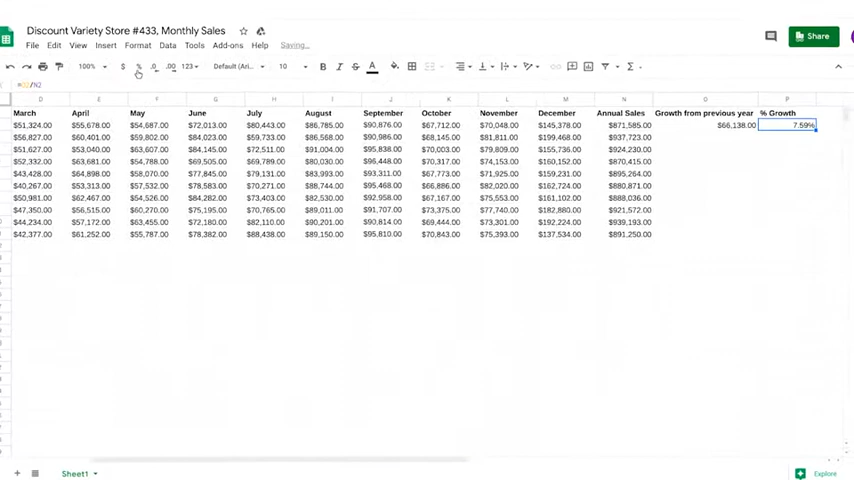 Discount Variety Store #433, Monthly Sales
File Edit View Insert Format Data Tools Add-ons Help Saving...
Share
100% $ % .0 .00 123 Default (Ari... 10 B I S A Σ
=O2/N2
D E F G H I J K L M N O P
March April May June July August September October November December Annual Sales Growth from previous year % Growth
$51,324.00 $55,678.00 $54,687.00 $72,013.00 $80,443.00 $86,785.00 $90,876.00 $67,712.00 $70,048.00 $145,378.00 $871,585.00 $66,138.00 7.59%
$56,827.00 $60,401.00 $59,802.00 $84,023.00 $59,733.00 $86,568.00 $90,986.00 $68,145.00 $81,811.00 $199,468.00 $937,723.00
$51,627.00 $53,040.00 $63,607.00 $84,145.00 $72,511.00 $91,004.00 $95,838.00 $70,003.00 $79,809.00 $155,736.00 $924,230.00
$52,332.00 $63,681.00 $54,788.00 $69,505.00 $69,789.00 $80,030.00 $96,448.00 $70,317.00 $74,153.00 $160,152.00 $870,415.00
$43,428.00 $64,898.00 $58,070.00 $77,845.00 $79,131.00 $83,993.00 $93,311.00 $67,773.00 $71,925.00 $159,231.00 $895,264.00
$40,267.00 $53,313.00 $57,532.00 $78,583.00 $70,271.00 $88,744.00 $95,468.00 $66,886.00 $82,020.00 $162,724.00 $880,871.00
$50,981.00 $62,467.00 $54,526.00 $84,282.00 $73,403.00 $82,532.00 $92,958.00 $67,167.00 $75,553.00 $161,102.00 $888,036.00
$47,350.00 $56,515.00 $60,270.00 $75,195.00 $70,765.00 $89,011.00 $91,707.00 $73,375.00 $77,740.00 $182,880.00 $921,572.00
$44,234.00 $57,172.00 $63,455.00 $72,180.00 $82,110.00 $90,201.00 $90,814.00 $69,444.00 $73,301.00 $192,224.00 $939,193.00
$42,377.00 $61,252.00 $55,787.00 $78,382.00 $88,438.00 $89,150.00 $95,810.00 $70,843.00 $75,393.00 $137,534.00 $891,250.00
Sheet1
Explore